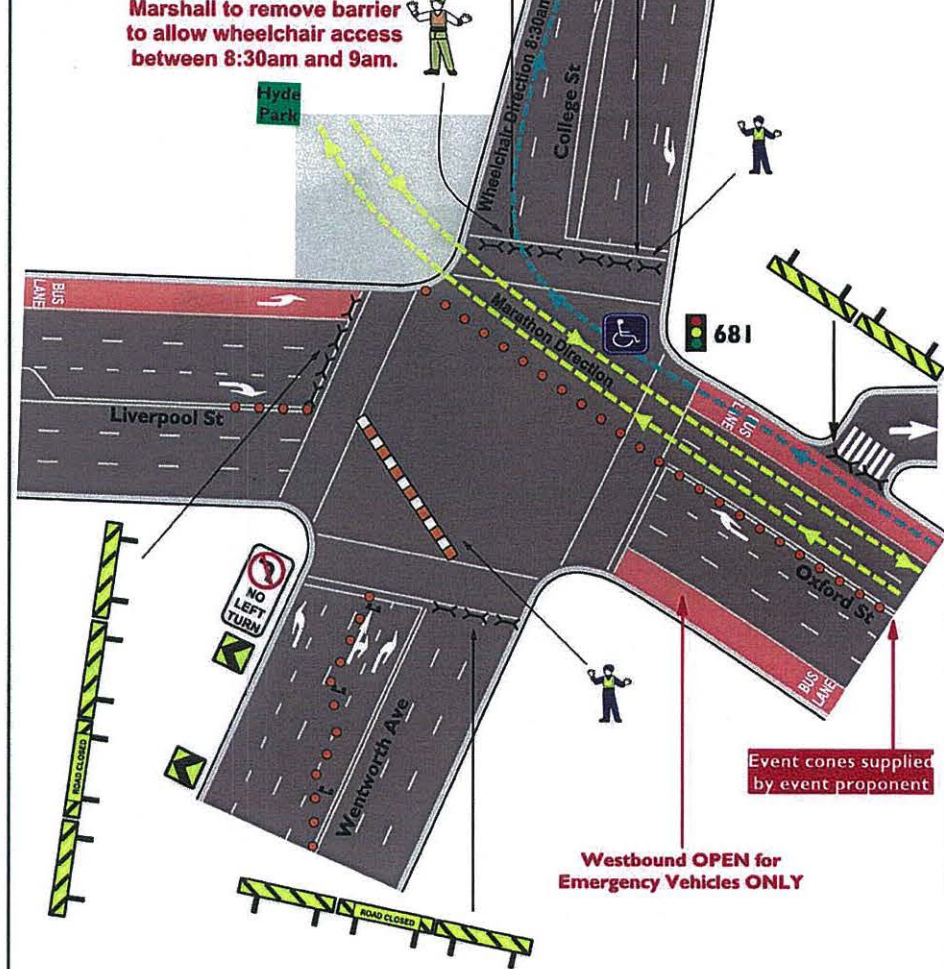 Marshall to remove barrier
to allow wheelchair access
between 8:30am and 9am.
Hyde
Park
Wheelchair Direction 8:30am
College St
BUS
LANE
Marathon Direction
681
BUS
LANE
Liverpool St
NO
LEFT
TURN
Oxford St
BUS
LANE
ROAD CLOSED
Wentworth Ave
Event cones supplied
by event proponent
Westbound OPEN for
Emergency Vehicles ONLY
ROAD CLOSED